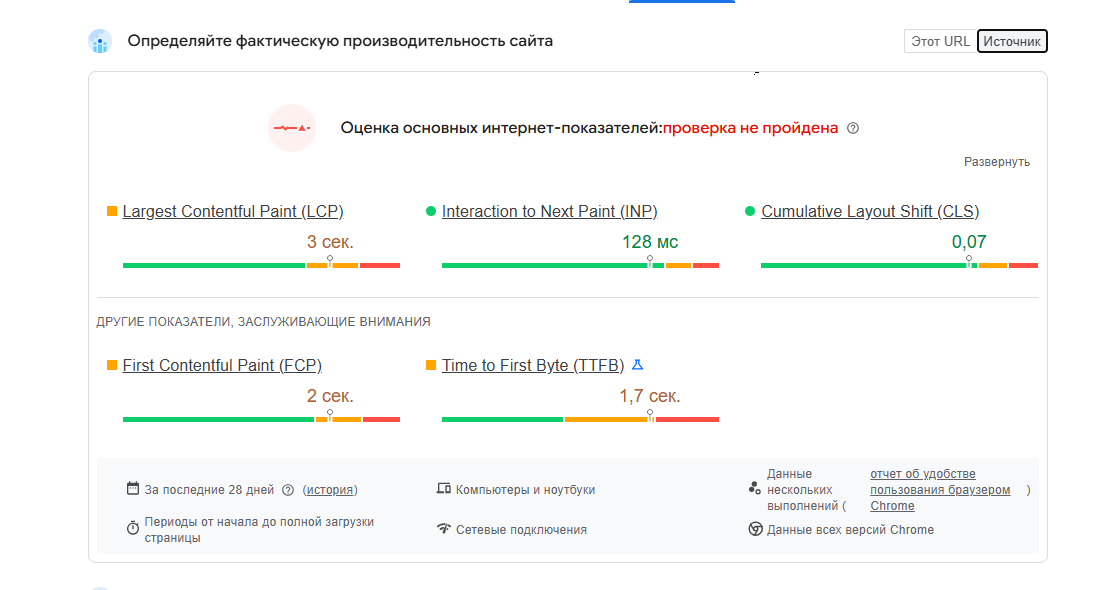 Определяйте фактическую производительность сайта
Этот URL
Источник
Оценка основных интернет-показателей:проверка не пройдена
Развернуть
Largest Contentful Paint (LCP)
3 сек.
Interaction to Next Paint (INP)
128 мс
Cumulative Layout Shift (CLS)
0,07
ДРУГИЕ ПОКАЗАТЕЛИ, ЗАСЛУЖИВАЮЩИЕ ВНИМАНИЯ
First Contentful Paint (FCP)
2 сек.
Time to First Byte (TTFB)
1,7 сек.
За последние 28 дней (история)
Компьютеры и ноутбуки
Данные
нескольких
выполнений (
отчет об удобстве
пользования браузером
Chrome
)
Периоды от начала до полной загрузки
страницы
Сетевые подключения
Данные всех версий Chrome